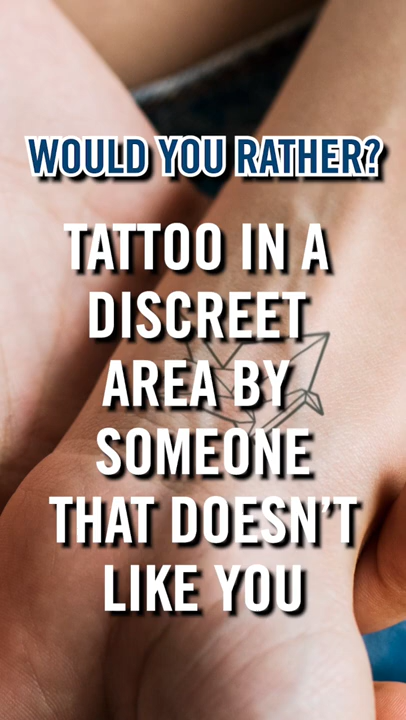 WOULD YOU RATHER?
TATTOO IN A
DISCREET
AREA BY
SOMEONE
THAT DOESN'T
LIKE YOU